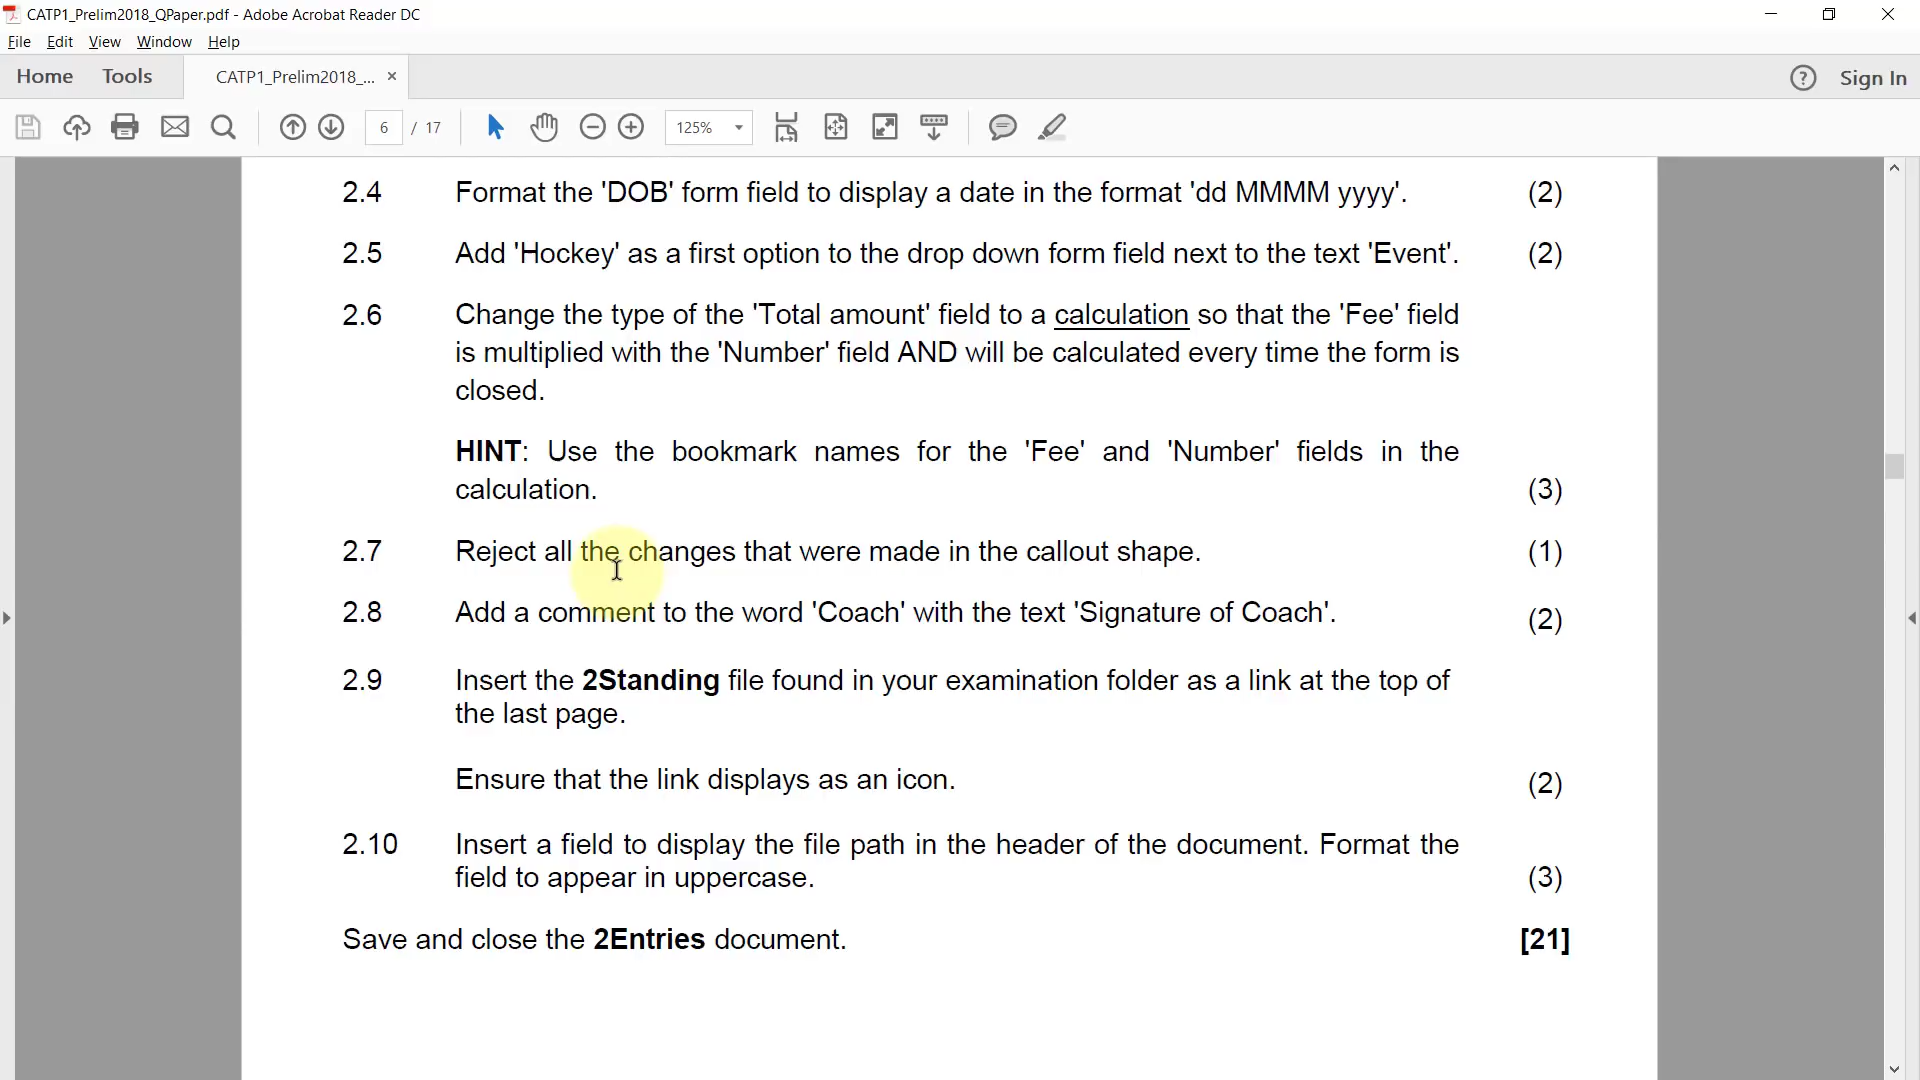 CATP1_Prelim2018_QPaper.pdf - Adobe Acrobat Reader DC
File Edit View Window Help
Home Tools CATP1_Prelim2018_... × ? Sign In
6 / 17 125%
2.4 Format the 'DOB' form field to display a date in the format 'dd MMMM yyyy'. (2)
2.5 Add 'Hockey' as a first option to the drop down form field next to the text 'Event'. (2)
2.6 Change the type of the 'Total amount' field to a calculation so that the 'Fee' field
is multiplied with the 'Number' field AND will be calculated every time the form is
closed.
HINT: Use the bookmark names for the 'Fee' and 'Number' fields in the
calculation. (3)
2.7 Reject all the changes that were made in the callout shape. (1)
2.8 Add a comment to the word 'Coach' with the text 'Signature of Coach'. (2)
2.9 Insert the 2Standing file found in your examination folder as a link at the top of
the last page.
Ensure that the link displays as an icon. (2)
2.10 Insert a field to display the file path in the header of the document. Format the
field to appear in uppercase. (3)
Save and close the 2Entries document. [21]